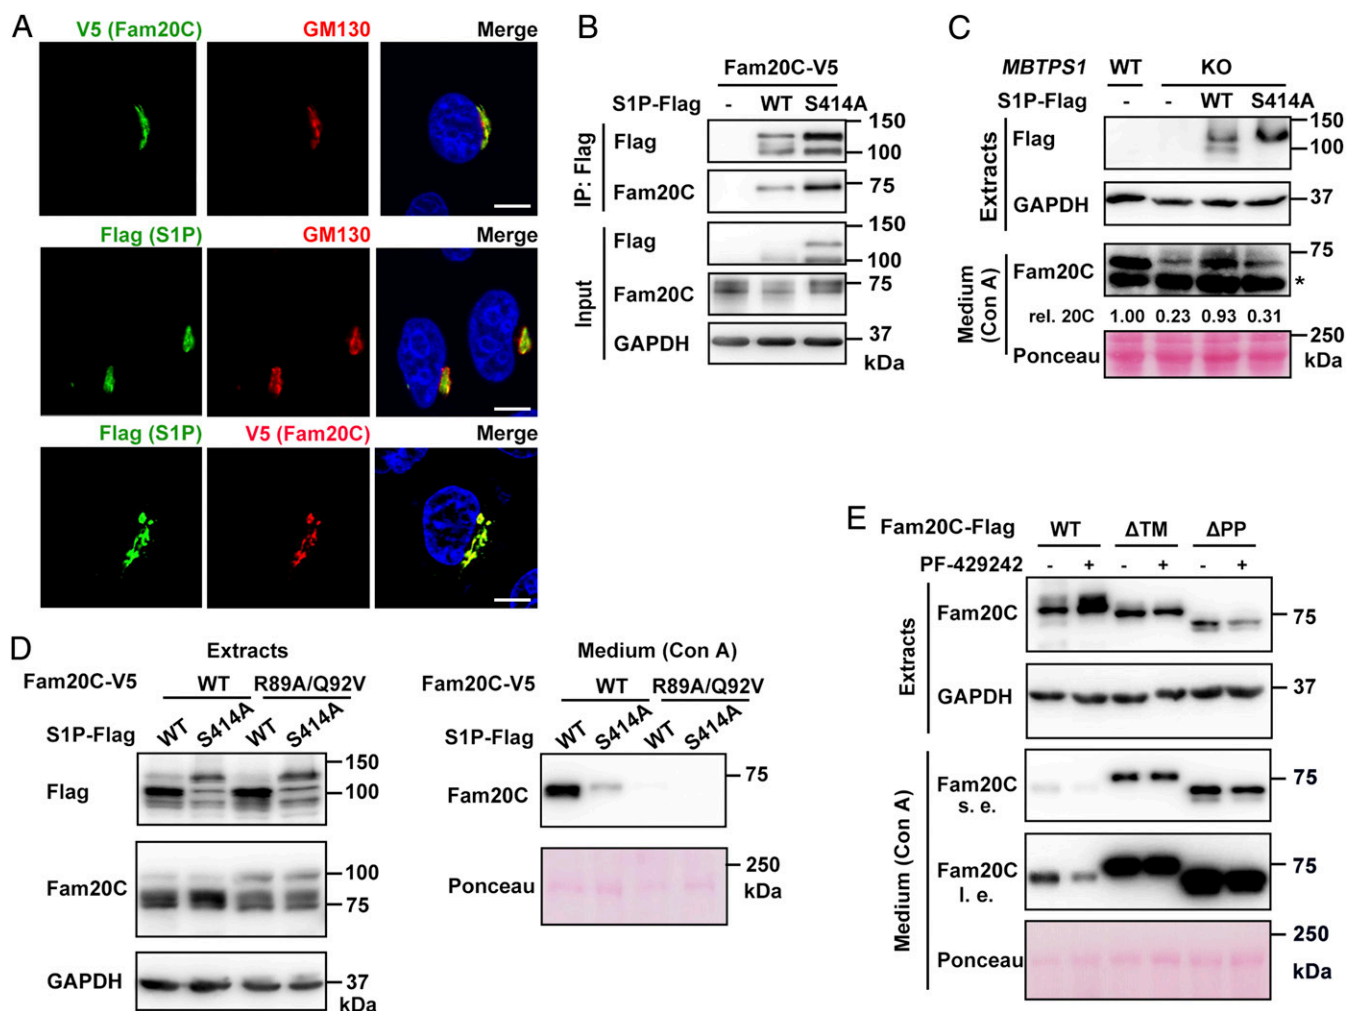 A
V5 (Fam20C) GM130 Merge
Flag (S1P) GM130 Merge
Flag (S1P) V5 (Fam20C) Merge
B
Fam20C-V5
S1P-Flag - WT S414A
IP: Flag
Flag 150 100
Fam20C 75
Input
Flag 150 100
Fam20C 75
GAPDH 37
kDa
C
MBTPS1 WT KO
S1P-Flag - - WT S414A
Extracts
Flag 150 100
GAPDH 37
Medium (Con A)
Fam20C 75 *
rel. 20C 1.00 0.23 0.93 0.31
Ponceau 250
kDa
D
Extracts
Fam20C-V5 WT R89A/Q92V
S1P-Flag WT S414A WT S414A
Flag 150 100
Fam20C 100 75
GAPDH 37
kDa
Medium (Con A)
Fam20C-V5 WT R89A/Q92V
S1P-Flag WT S414A WT S414A
Fam20C 75
Ponceau 250
kDa
E
Fam20C-Flag WT ΔTM ΔPP
PF-429242 - + - + - +
Extracts
Fam20C 75
GAPDH 37
Medium (Con A)
Fam20C s. e. 75
Fam20C l. e. 75
Ponceau 250
kDa